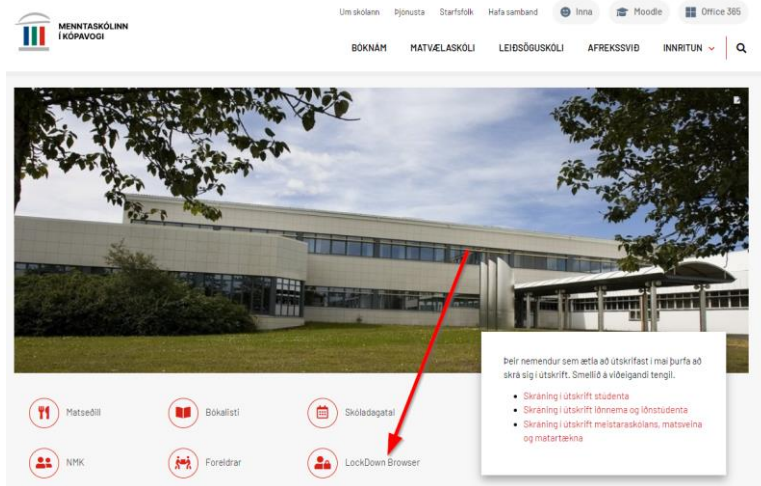 MENNTASKÓLINN
Í KÓPAVOGI
Um skólann Þjónusta Starfsfólk Hafa samband Inna Moodle Office 365
BÓKNÁM MATVÆLASKÓLI LEIÐSÖGUSKÓLI AFREKSSVIÐ INNRITUN
Þeir nemendur sem ætla að útskrifast í maí þurfa að
skrá sig í útskrift. Smellið á viðeigandi tengil.
Skráning í útskrift stúdenta
Skráning í útskrift iðnnema og iðnstúdenta
Skráning í útskrift meistaraskólans, matsveina
og matartækna
Matseðill Bókalisti Skóladagatal
NMK Foreldrar LockDown Browser